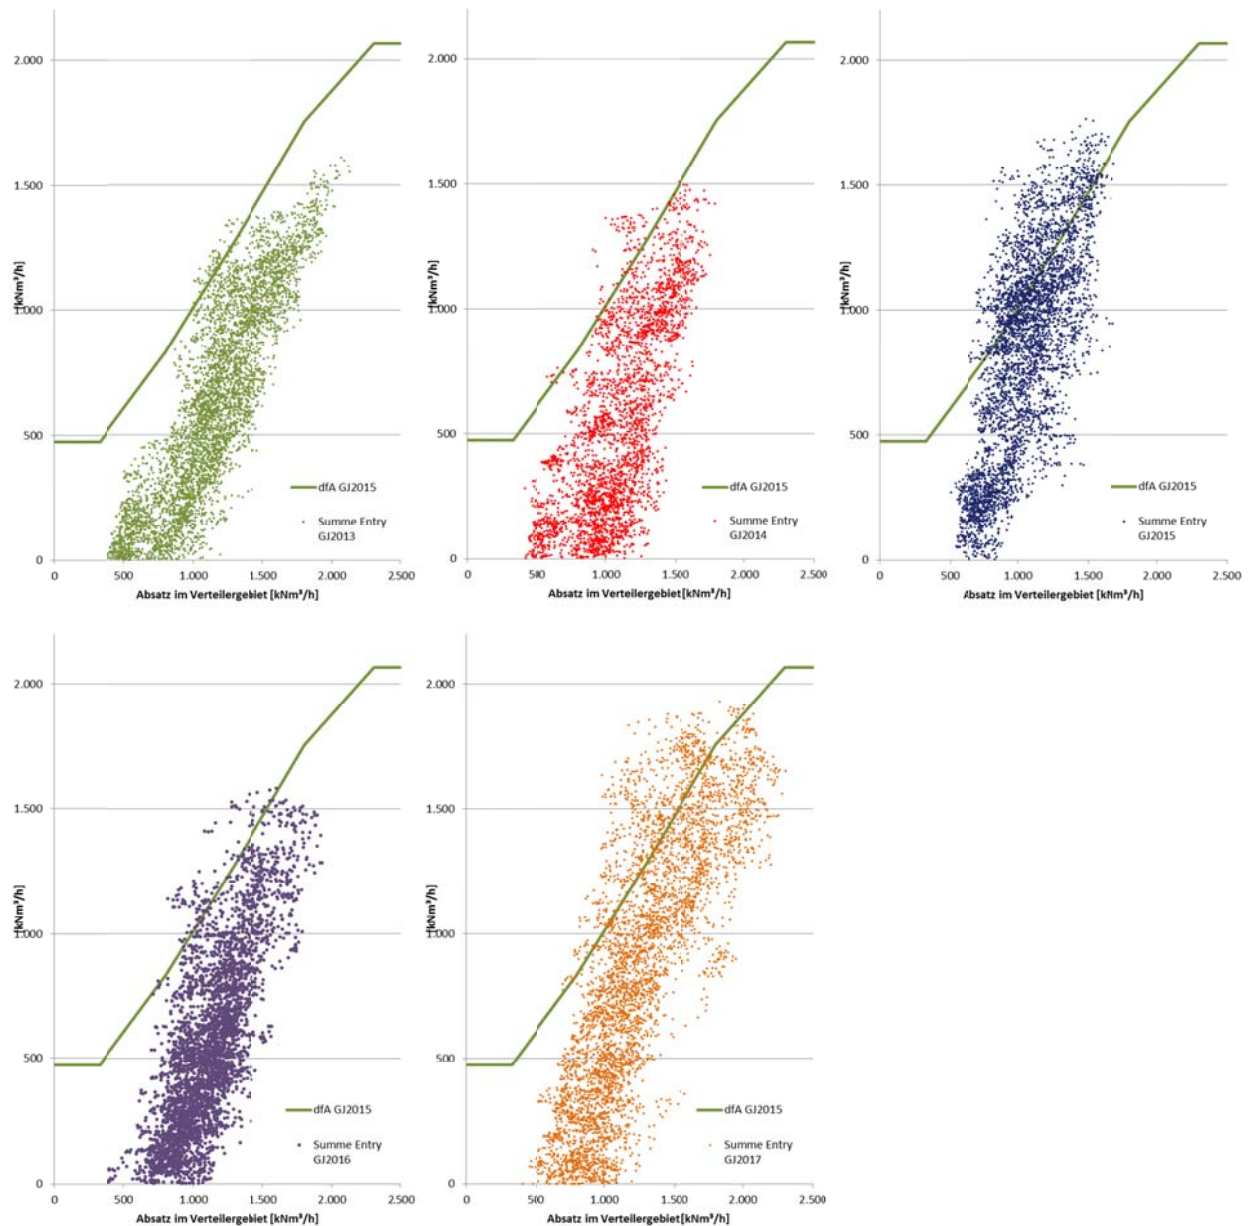 2.000
1.500
1.000
500
0
[kNm³/h]
dfA GJ2015
Summe Entry
GJ2013
0 500 1.000 1.500 2.000 2.500
Absatz im Verteilergebiet [kNm³/h]
2.000
1.500
1.000
500
0
[kNm³/h]
dfA GJ2015
Summe Entry
GJ2014
0 500 1.000 1.500 2.000 2.500
Absatz im Verteilergebiet [kNm³/h]
2.000
1.500
1.000
500
0
[kNm³/h]
dfA GJ2015
Summe Entry
GJ2015
0 500 1.000 1.500 2.000 2.500
Absatz im Verteilergebiet [kNm³/h]
2.000
1.500
1.000
500
0
[kNm³/h]
dfA GJ2015
Summe Entry
GJ2016
0 500 1.000 1.500 2.000 2.500
Absatz im Verteilergebiet [kNm³/h]
2.000
1.500
1.000
500
0
[kNm³/h]
dfA GJ2015
Summe Entry
GJ2017
0 500 1.000 1.500 2.000 2.500
Absatz im Verteilergebiet [kNm³/h]